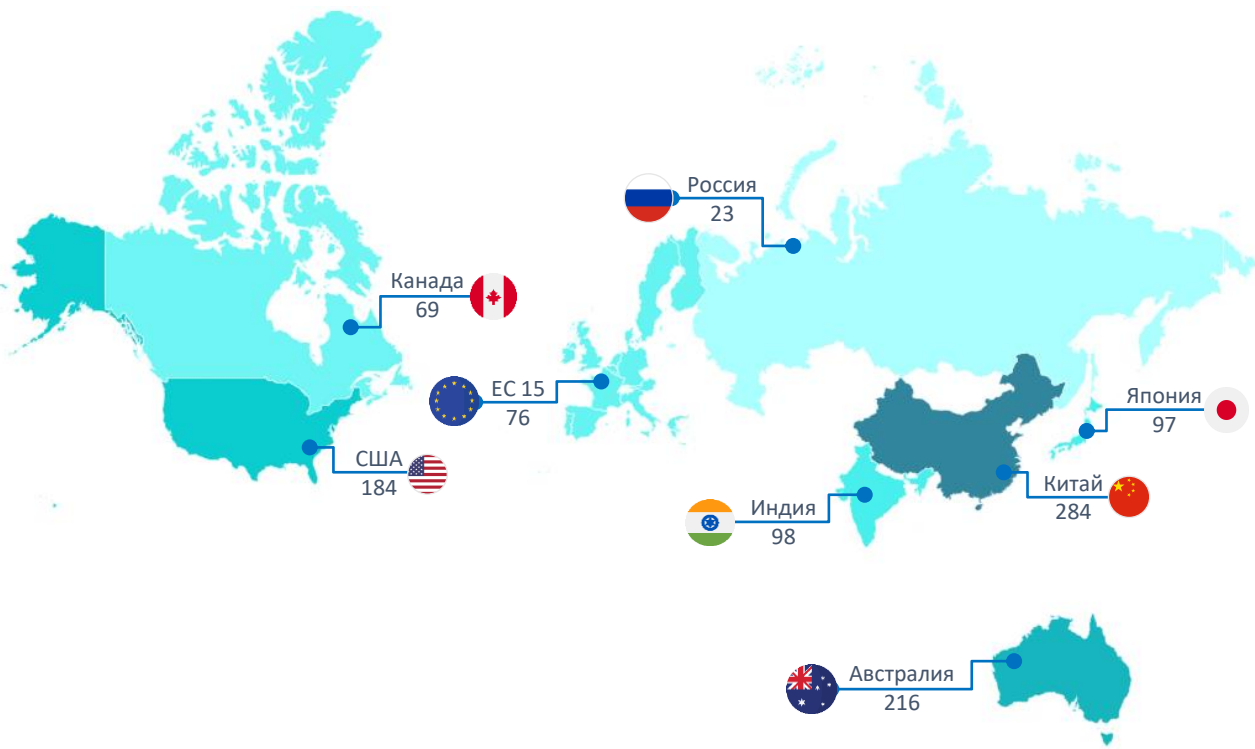 Россия
23
Канада
69
ЕС 15
76
Япония
97
США
184
Китай
284
Индия
98
Австралия
216